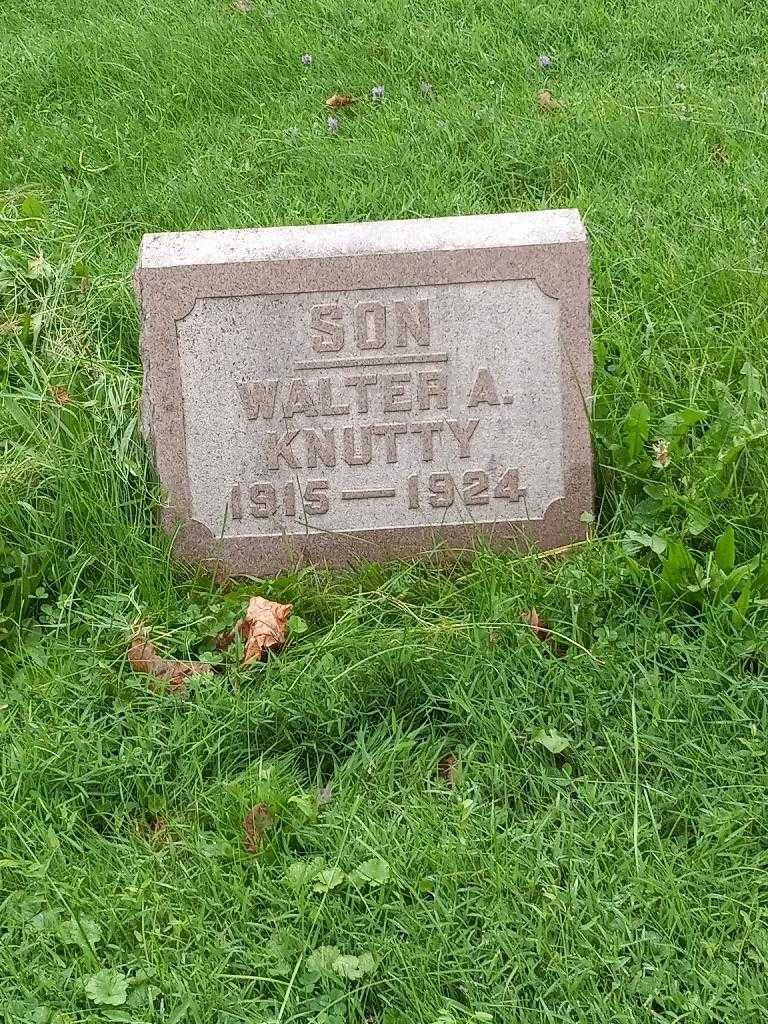 SON
WALTER A.
KNUTTY
1915 — 1924